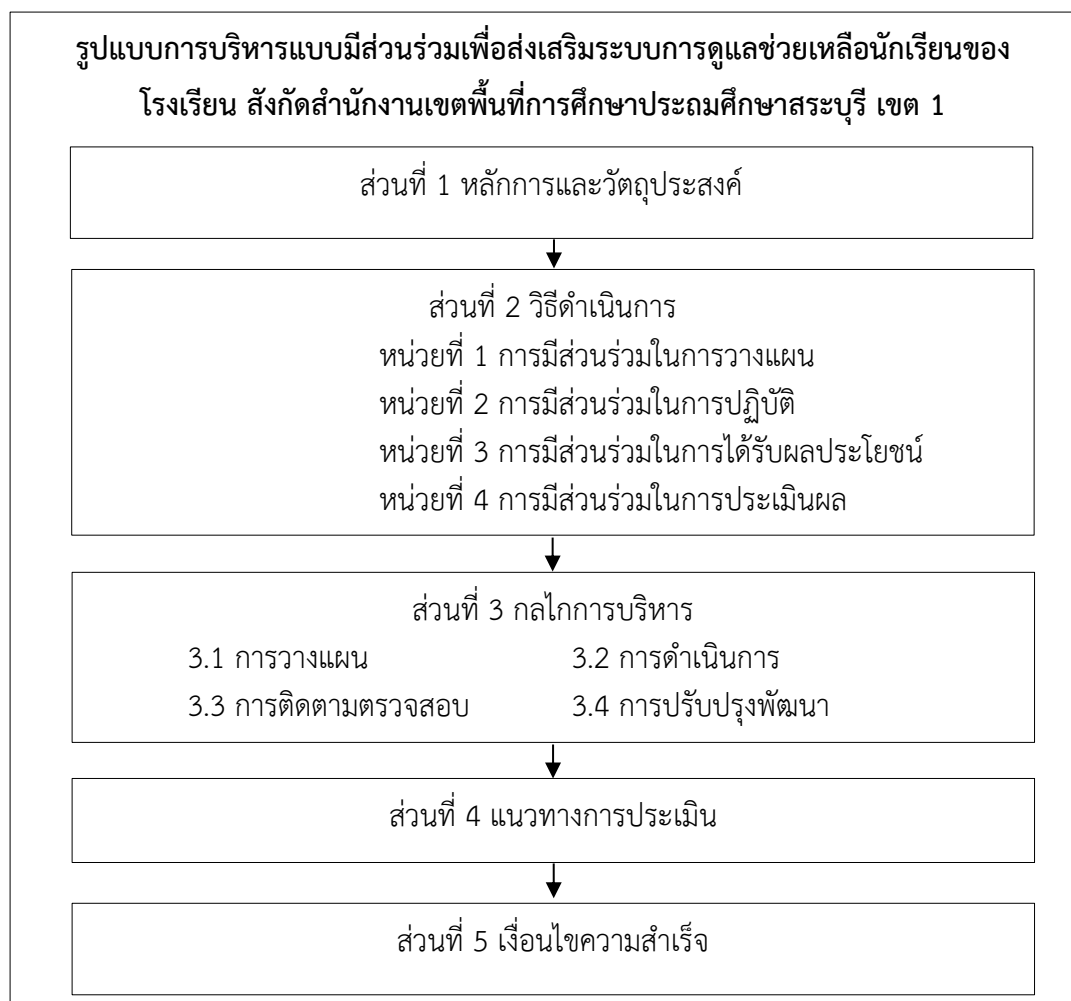 รูปแบบการบริหารแบบมีส่วนร่วมเพื่อส่งเสริมระบบการดูแลช่วยเหลือนักเรียนของ
โรงเรียน สังกัดสำนักงานเขตพื้นที่การศึกษาประถมศึกษาสระบุรี เขต 1
ส่วนที่ 1 หลักการและวัตถุประสงค์
ส่วนที่ 2 วิธีดำเนินการ
หน่วยที่ 1 การมีส่วนร่วมในการวางแผน
หน่วยที่ 2 การมีส่วนร่วมในการปฏิบัติ
หน่วยที่ 3 การมีส่วนร่วมในการได้รับผลประโยชน์
หน่วยที่ 4 การมีส่วนร่วมในการประเมินผล
ส่วนที่ 3 กลไกการบริหาร
3.1 การวางแผน 3.2 การดำเนินการ
3.3 การติดตามตรวจสอบ 3.4 การปรับปรุงพัฒนา
ส่วนที่ 4 แนวทางการประเมิน
ส่วนที่ 5 เงื่อนไขความสำเร็จ